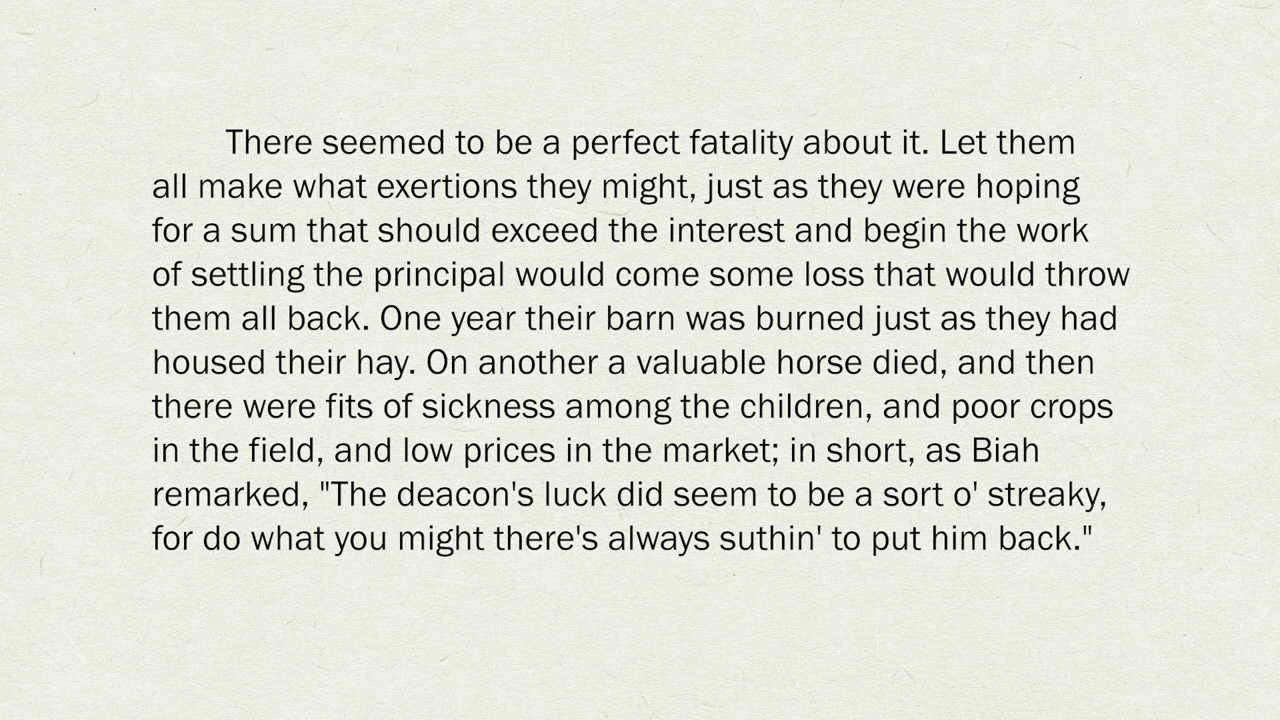 There seemed to be a perfect fatality about it. Let them
all make what exertions they might, just as they were hoping
for a sum that should exceed the interest and begin the work
of settling the principal would come some loss that would throw
them all back. One year their barn was burned just as they had
housed their hay. On another a valuable horse died, and then
there were fits of sickness among the children, and poor crops
in the field, and low prices in the market; in short, as Biah
remarked, "The deacon's luck did seem to be a sort o' streaky,
for do what you might there's always suthin' to put him back."